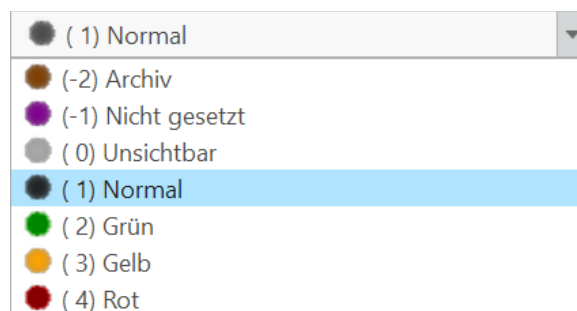 ( 1) Normal
(-2) Archiv
(-1) Nicht gesetzt
( 0) Unsichtbar
( 1) Normal
( 2) Grün
( 3) Gelb
( 4) Rot